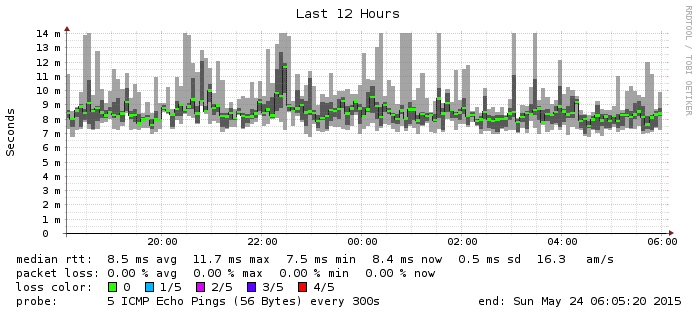 Last 12 Hours
RRDTOOL / TOBI OETIKER
Seconds
14 m
13 m
12 m
11 m
10 m
9 m
8 m
7 m
6 m
5 m
4 m
3 m
2 m
1 m
0
20:00 22:00 00:00 02:00 04:00 06:00
median rtt: 8.5 ms avg 11.7 ms max 7.5 ms min 8.4 ms now 0.5 ms sd 16.3 am/s
packet loss: 0.00 % avg 0.00 % max 0.00 % min 0.00 % now
loss color: 0 1/5 2/5 3/5 4/5
probe: 5 ICMP Echo Pings (56 Bytes) every 300s end: Sun May 24 06:05:20 2015